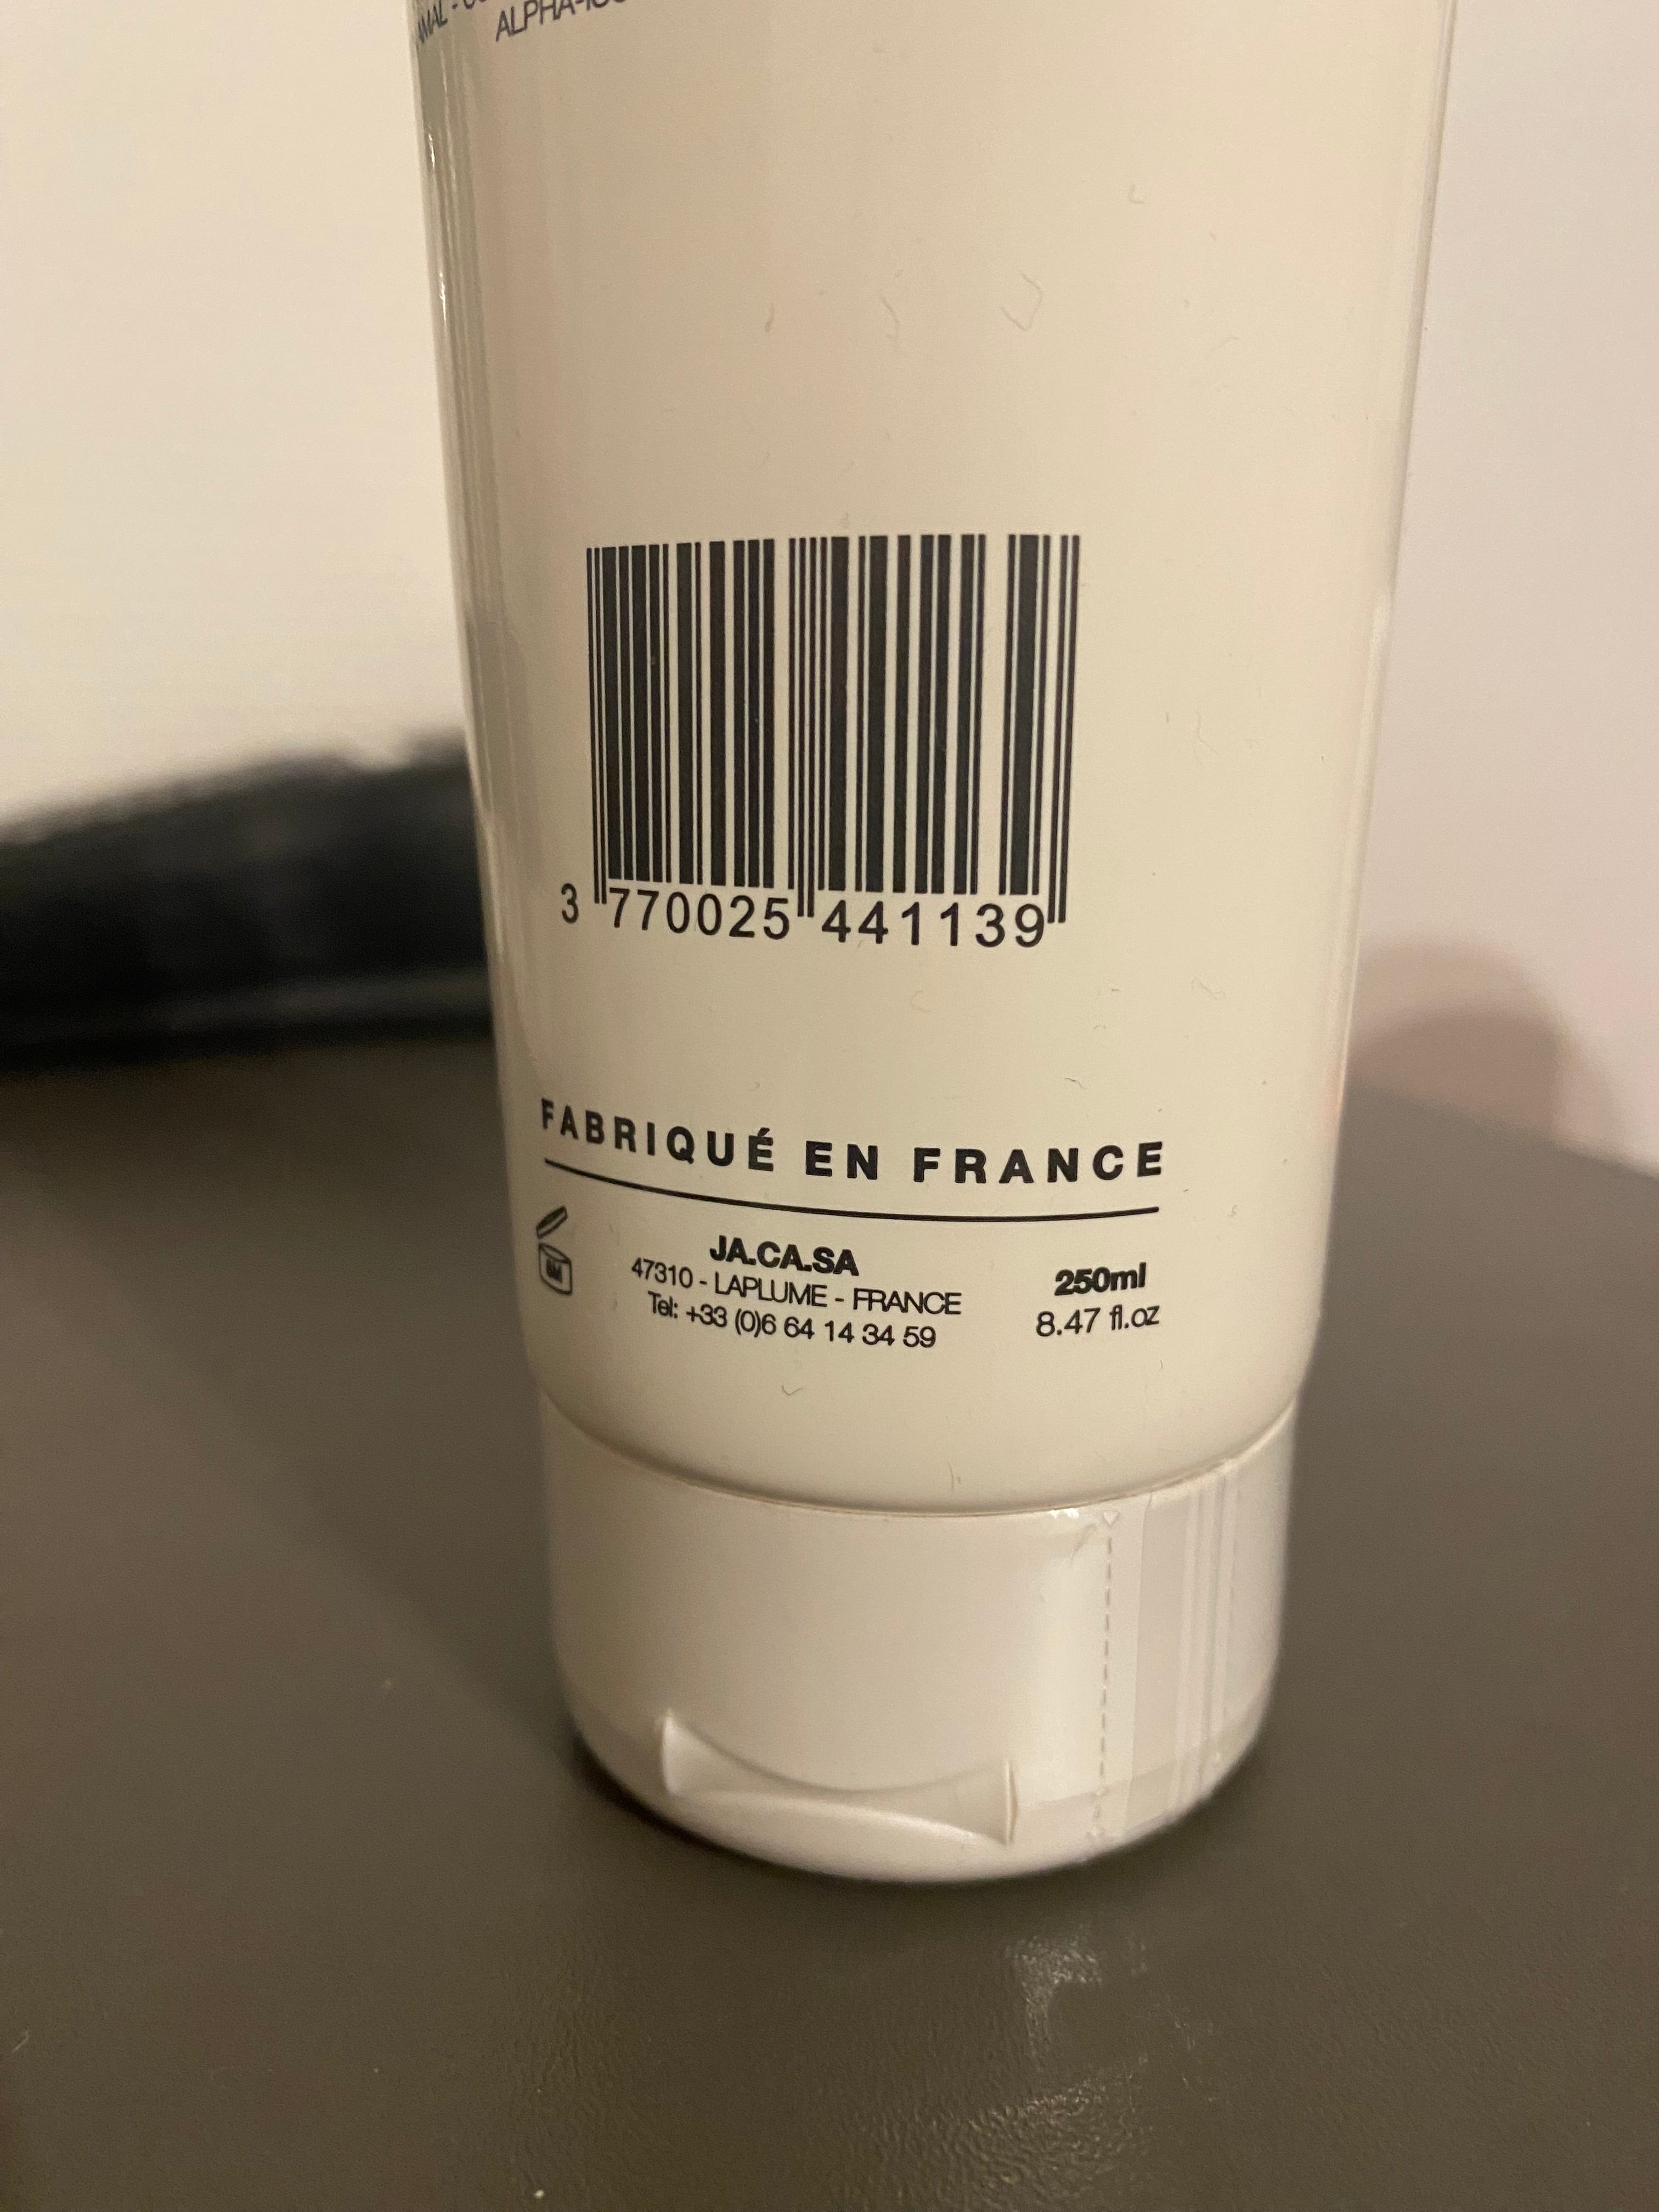 3 770025 441139
FABRIQUÉ EN FRANCE
JA.CA.SA
47310 - LAPLUME - FRANCE
Tel: +33 (0)6 64 14 34 59
250ml
8.47 fl.oz